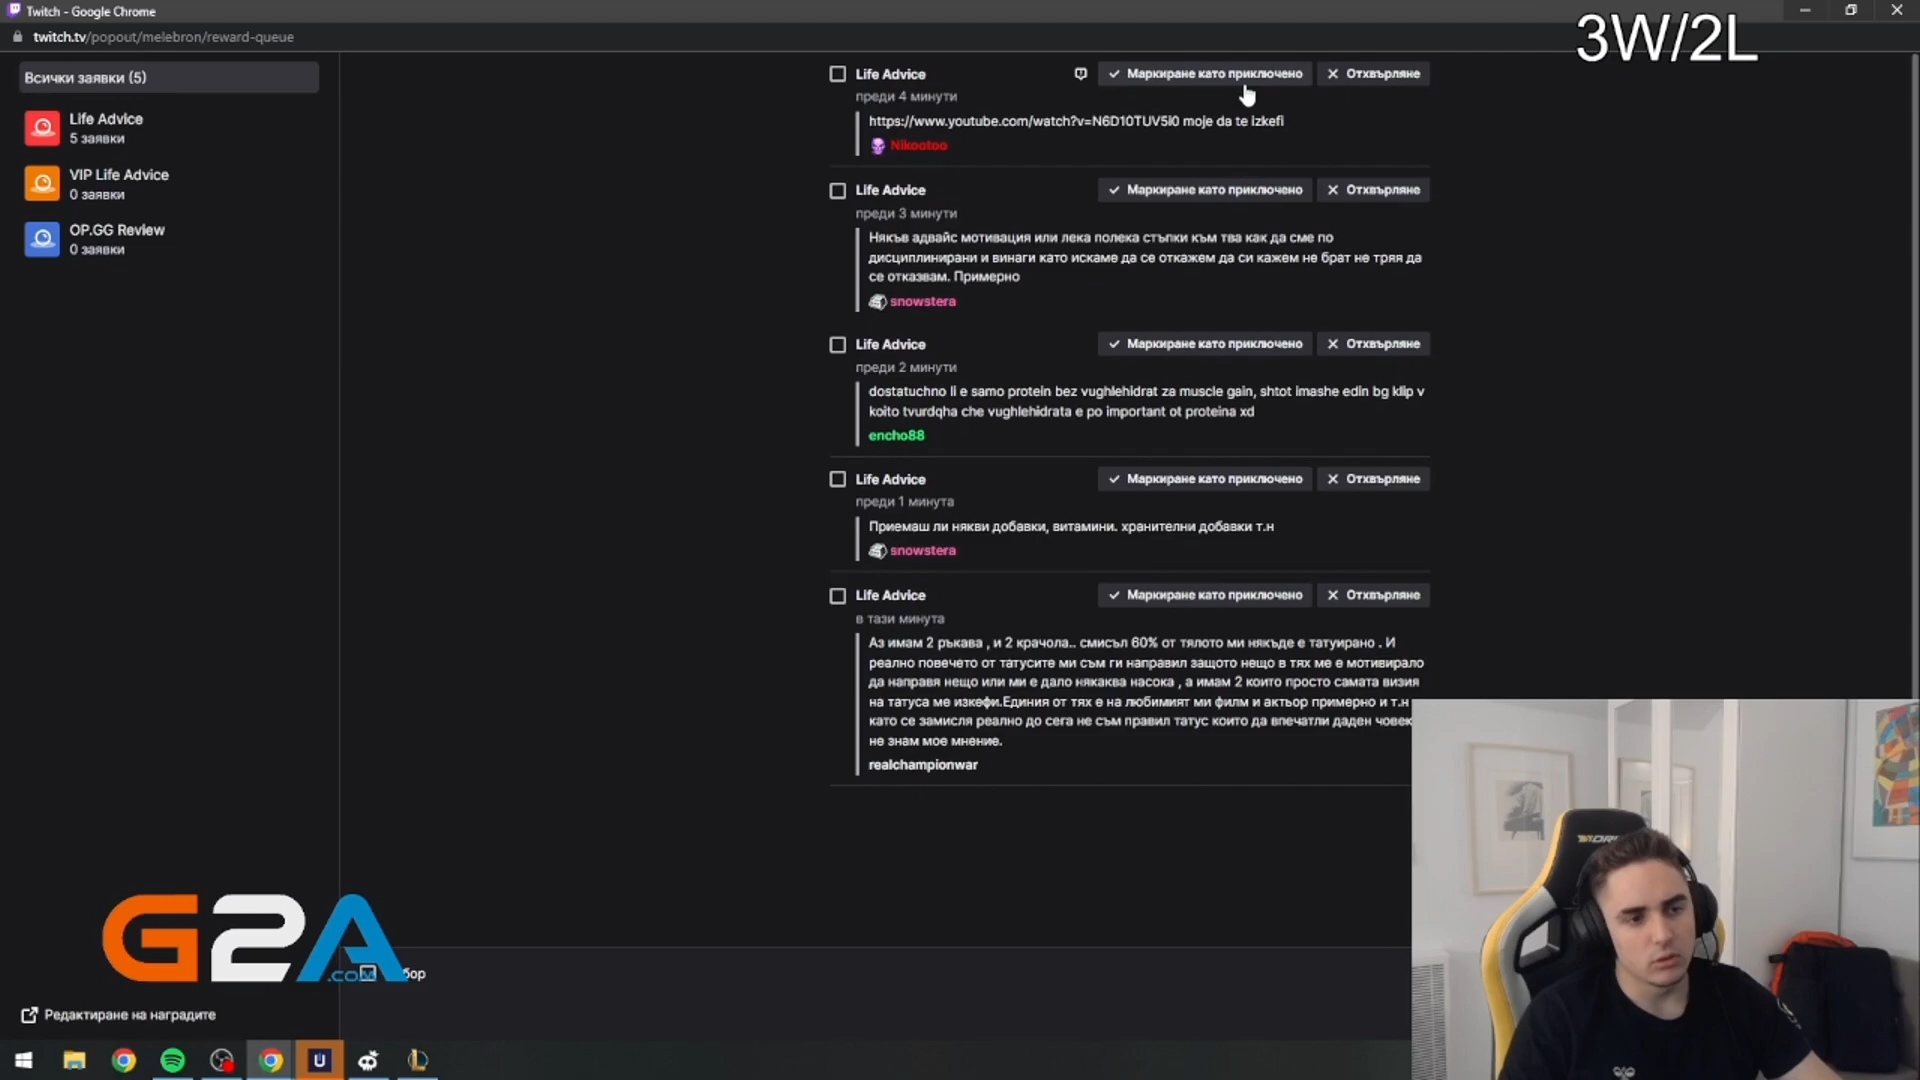 Twitch - Google Chrome
twitch.tv/popout/melebron/reward-queue
3W/2L
Всички заявки (5)
Life Advice
5 заявки
VIP Life Advice
0 заявки
OP.GG Review
0 заявки
Life Advice
Маркиране като приключено
Отхвърляне
преди 4 минути
https://www.youtube.com/watch?v=N6D10TUV5i0 moje da te izkefi
Nikootoo
Life Advice
Маркиране като приключено
Отхвърляне
преди 3 минути
Някъв адвайс мотивация или лека полека стъпки към тва как да сме по
дисциплинирани и винаги като искаме да се откажем да си кажем не брат не тряя да
се отказвам. Примерно
snowstera
Life Advice
Маркиране като приключено
Отхвърляне
преди 2 минути
dostatuchno li e samo protein bez vughlehidrat za muscle gain, shtot imashe edin bg klip v
koito tvurdqha che vughlehidrata e po important ot proteina xd
encho88
Life Advice
Маркиране като приключено
Отхвърляне
преди 1 минута
Приемаш ли някви добавки, витамини. хранителни добавки т.н
snowstera
Life Advice
Маркиране като приключено
Отхвърляне
в тази минута
Аз имам 2 ръкава , и 2 крачола.. смисъл 60% от тялото ми някъде е татуирано . И
реално повечето от татусите ми съм ги направил защото нещо в тях ме е мотивирало
да направя нещо или ми е дало някаква насока , а имам 2 които просто самата визия
на татуса ме изкефи.Единия от тях е на любимият ми филм и актьор примерно и т.н
като се замисля реално до сега не съм правил татус които да впечатли даден човек
не знам мое мнение.
realchampionwar
G2A
.COM
бор
Редактиране на наградите